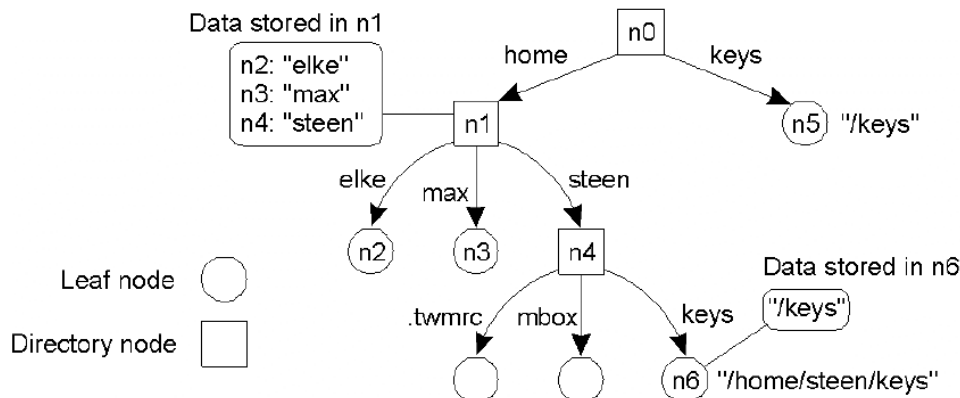 Data stored in n1
n0
n2: "elke"
n3: "max"
n4: "steen"
home
keys
n1
n5
"/keys"
elke
max
steen
n2
n3
n4
Data stored in n6
"/keys"
Leaf node
.twmrc
mbox
keys
Directory node
n6
"/home/steen/keys"